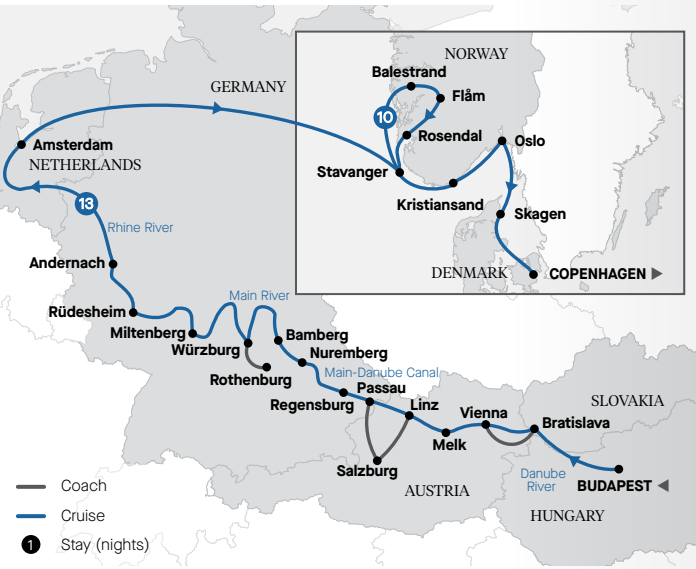 NORWAY
Balestrand
Flåm
10
Rosendal
Oslo
Stavanger
Kristiansand
Skagen
DENMARK
COPENHAGEN
GERMANY
Amsterdam
NETHERLANDS
13
Rhine River
Andernach
Rüdesheim
Main River
Miltenberg
Würzburg
Bamberg
Nuremberg
Rothenburg
Main-Danube Canal
Regensburg
Passau
Linz
Vienna
SLOVAKIA
Bratislava
Melk
Salzburg
Danube
River
BUDAPEST
AUSTRIA
HUNGARY
Coach
Cruise
1 Stay (nights)